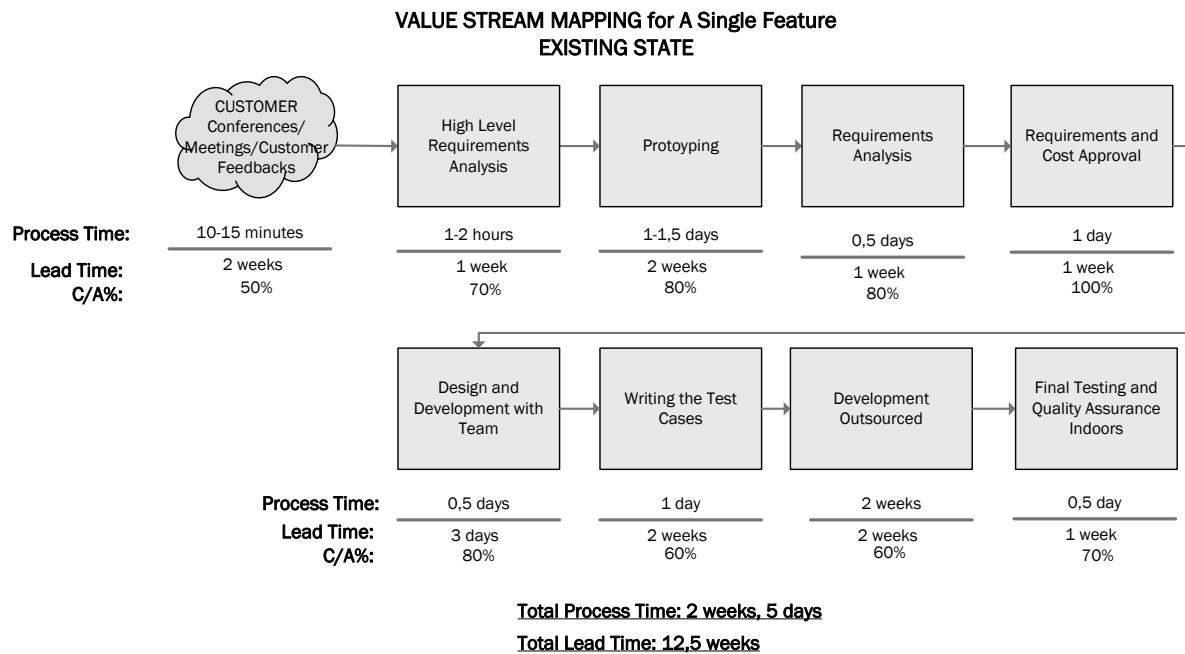 VALUE STREAM MAPPING for A Single Feature
EXISTING STATE
CUSTOMER
Conferences/
Meetings/Customer
Feedbacks
High Level
Requirements
Analysis
Protoyping
Requirements
Analysis
Requirements and
Cost Approval
Process Time:
10-15 minutes
1-2 hours
1-1,5 days
0,5 days
1 day
Lead Time:
2 weeks
1 week
2 weeks
1 week
1 week
C/A%:
50%
70%
80%
80%
100%
Design and
Development with
Team
Writing the Test
Cases
Development
Outsourced
Final Testing and
Quality Assurance
Indoors
Process Time:
0,5 days
1 day
2 weeks
0,5 day
Lead Time:
3 days
2 weeks
2 weeks
1 week
C/A%:
80%
60%
60%
70%
Total Process Time: 2 weeks, 5 days
Total Lead Time: 12,5 weeks